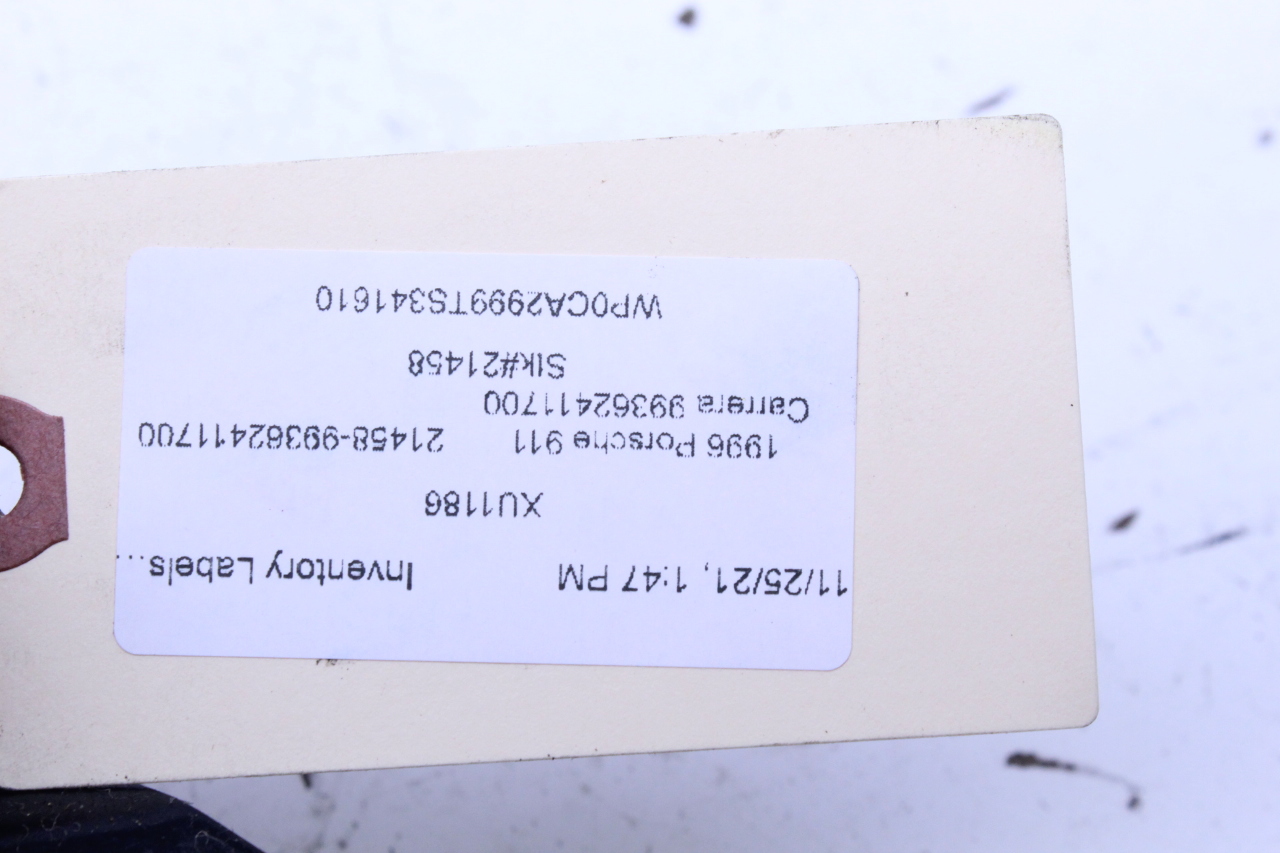 11/25/21, 1:47 PM Inventory Labels...
XU1186
1996 Porsche 911 21458-99362411700
Carrera 99362411700
Stk#21458
WP0CA2999TS341610